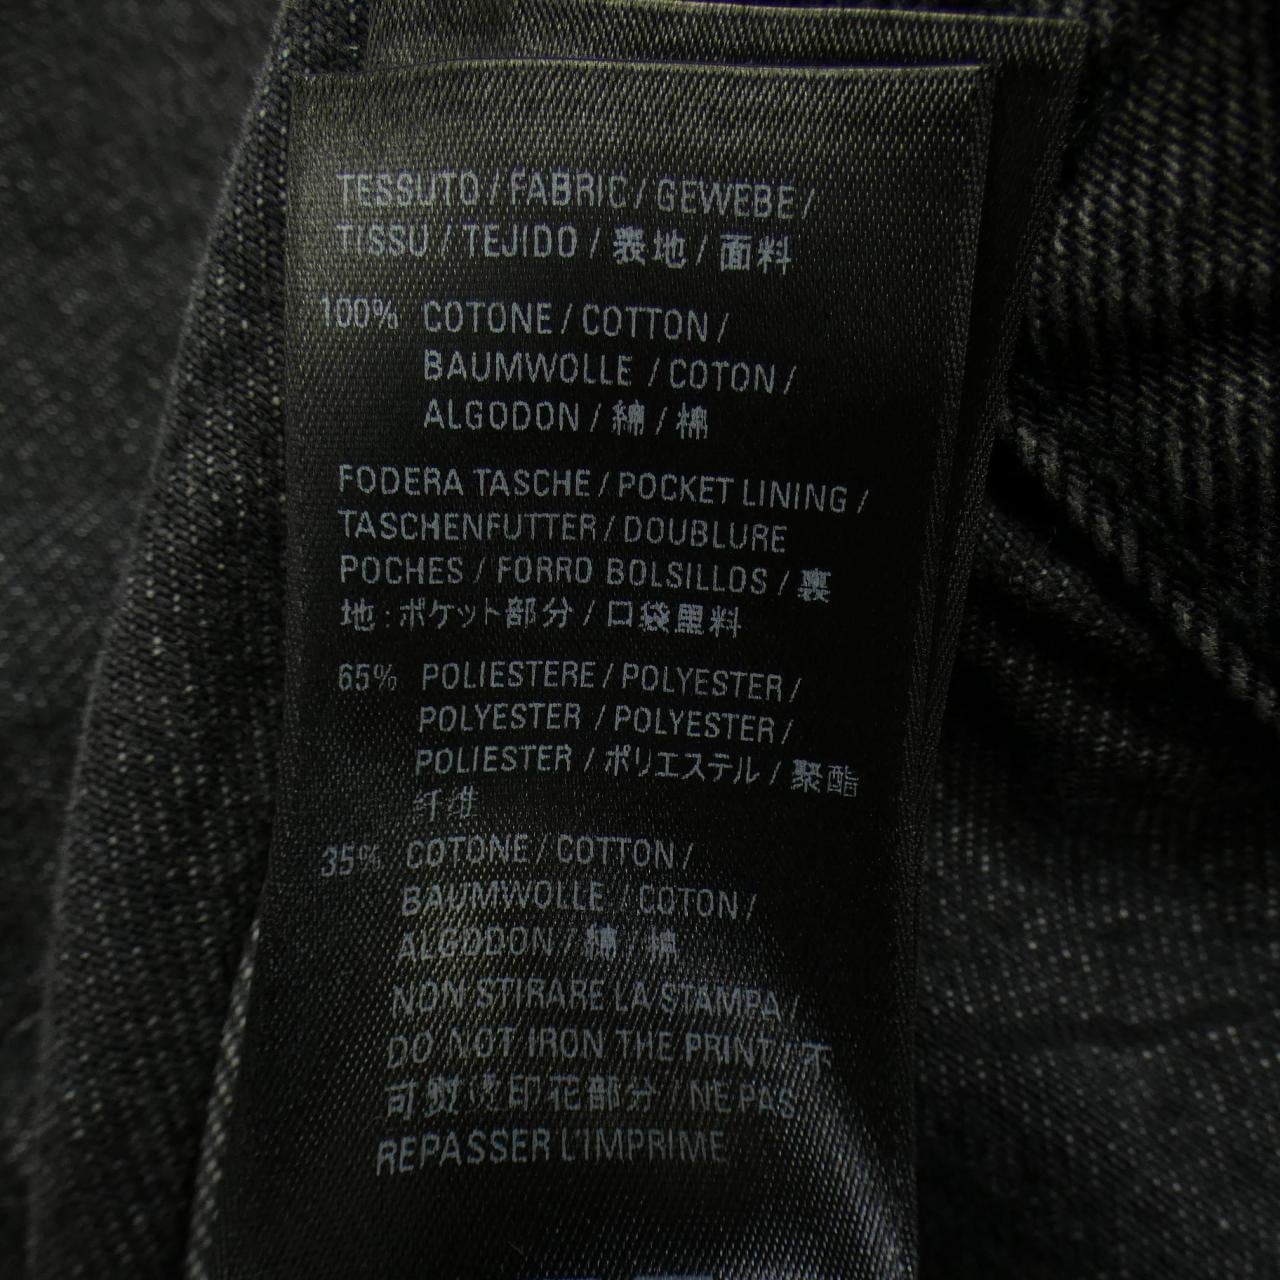 TESSUTO / FABRIC / GEWEBE /
TISSU / TEJIDO / 表地 / 面料
100% COTONE / COTTON /
BAUMWOLLE / COTON /
ALGODON / 綿 / 棉
FODERA TASCHE / POCKET LINING /
TASCHENFUTTER / DOUBLURE
POCHES / FORRO BOLSILLOS / 裏
地 : ポケット部分 / 口袋里料
65% POLIESTERE / POLYESTER /
POLYESTER / POLYESTER /
POLIESTER / ポリエステル / 聚酯
纤维
35% COTONE / COTTON /
BAUMWOLLE / COTON /
ALGODON / 綿 / 棉
NON STIRARE LA STAMPA /
DO NOT IRON THE PRINT / 不
可熨烫印花部分 / NE PAS
REPASSER L'IMPRIME